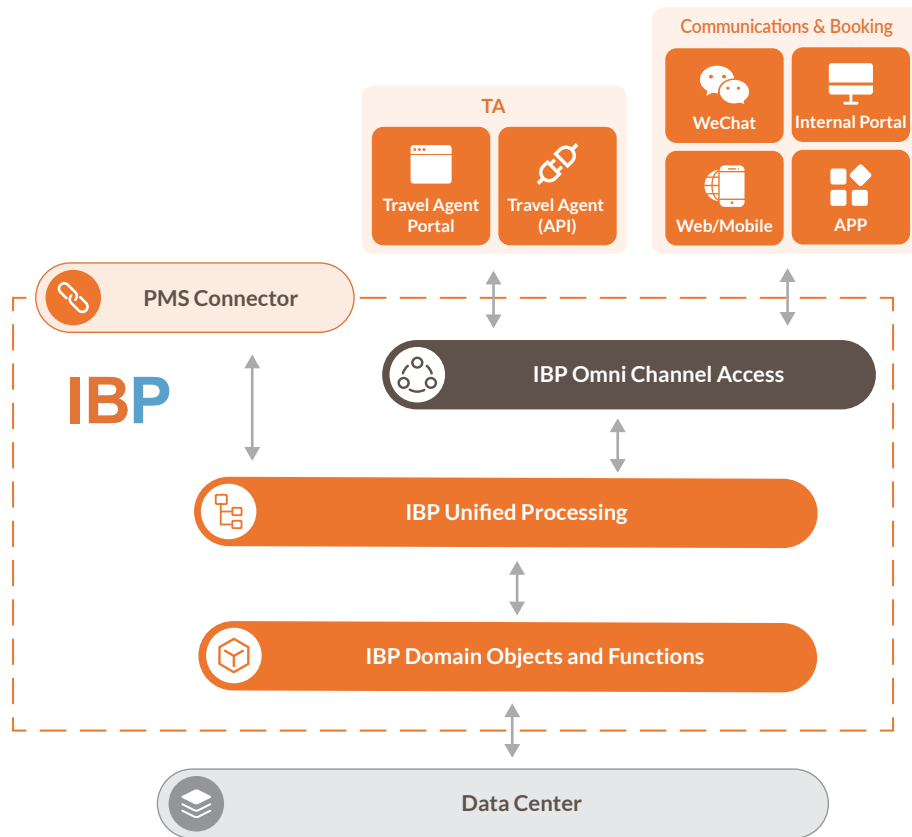 Communications & Booking
WeChat
Internal Portal
Web/Mobile
APP
TA
Travel Agent
Portal
Travel Agent
(API)
PMS Connector
IBP
IBP Omni Channel Access
IBP Unified Processing
IBP Domain Objects and Functions
Data Center